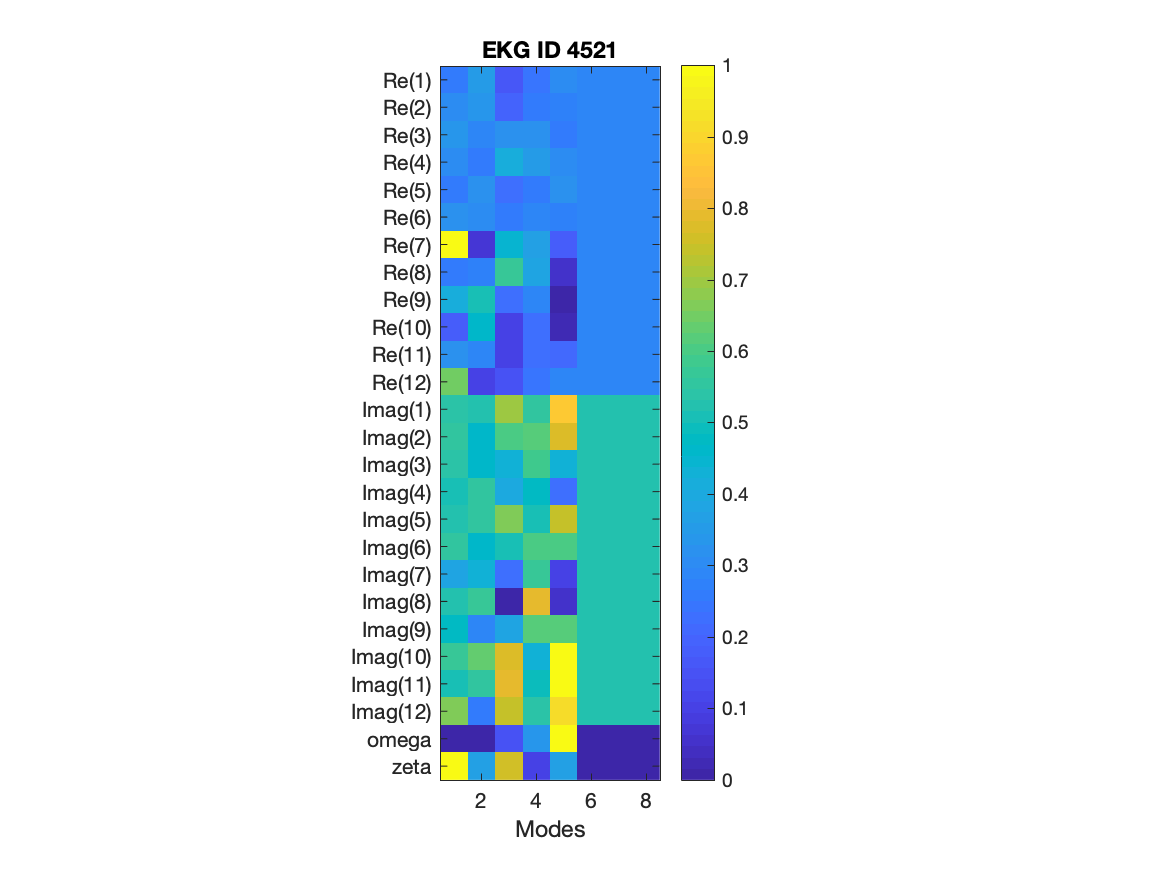 EKG ID 4521
Re(1)
Re(2)
Re(3)
Re(4)
Re(5)
Re(6)
Re(7)
Re(8)
Re(9)
Re(10)
Re(11)
Re(12)
Imag(1)
Imag(2)
Imag(3)
Imag(4)
Imag(5)
Imag(6)
Imag(7)
Imag(8)
Imag(9)
Imag(10)
Imag(11)
Imag(12)
omega
zeta
2 4 6 8
Modes
1
0.9
0.8
0.7
0.6
0.5
0.4
0.3
0.2
0.1
0